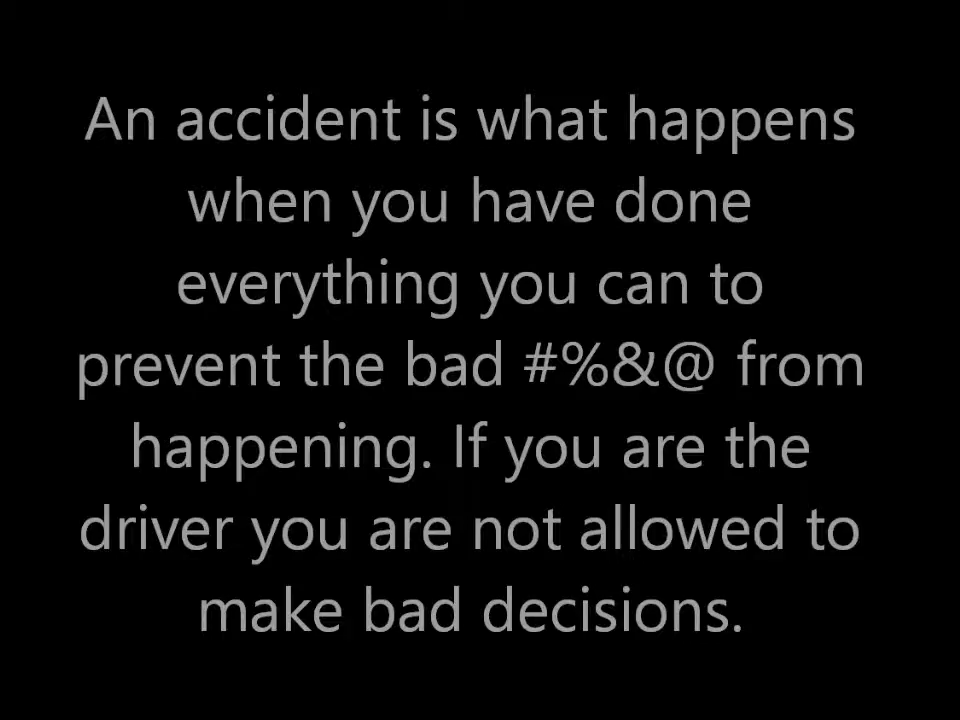 An accident is what happens
when you have done
everything you can to
prevent the bad #%&@ from
happening. If you are the
driver you are not allowed to
make bad decisions.